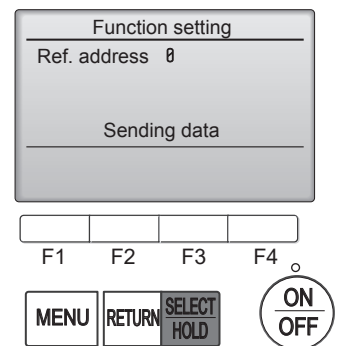 Function setting
Ref. address 0
Sending data
F1 F2 F3 F4
MENU RETURN SELECT HOLD ON OFF